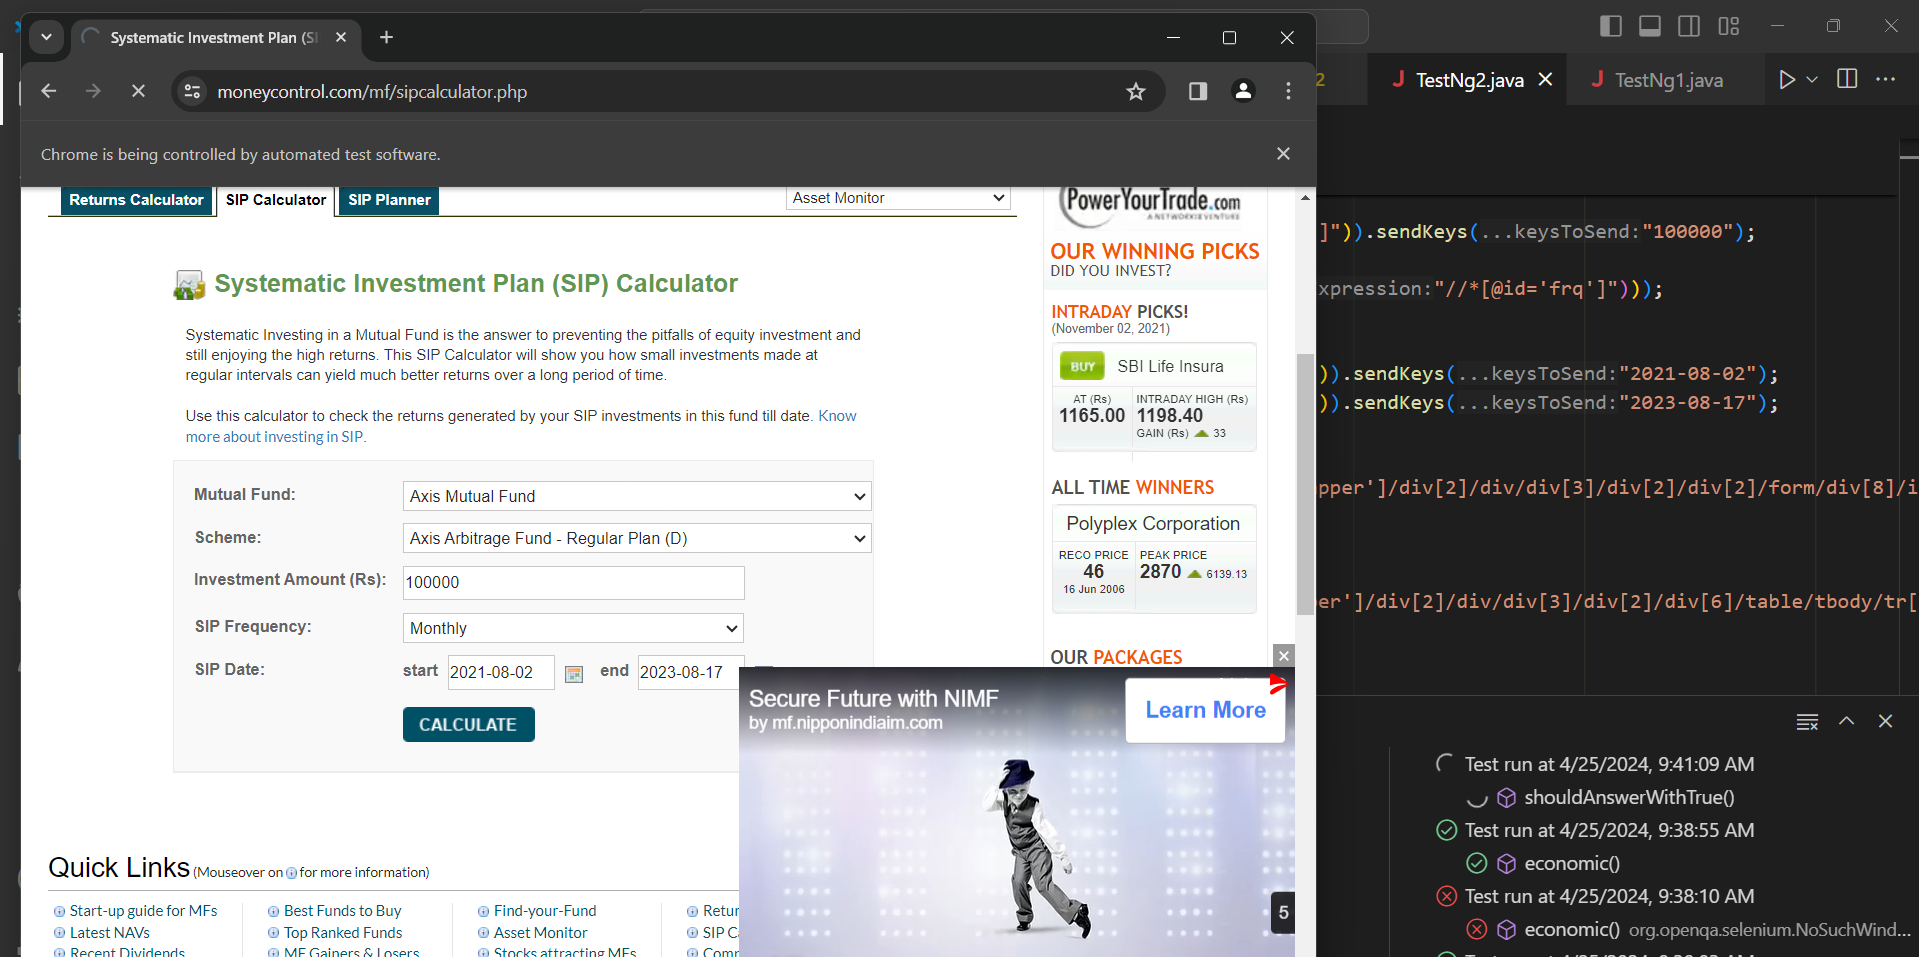 Systematic Investment Plan (SI
moneycontrol.com/mf/sipcalculator.php
Chrome is being controlled by automated test software.
Returns Calculator
SIP Calculator
SIP Planner
Asset Monitor
Systematic Investment Plan (SIP) Calculator
Systematic Investing in a Mutual Fund is the answer to preventing the pitfalls of equity investment and
still enjoying the high returns. This SIP Calculator will show you how small investments made at
regular intervals can yield much better returns over a long period of time.
Use this calculator to check the returns generated by your SIP investments in this fund till date. Know
more about investing in SIP.
Mutual Fund: Axis Mutual Fund
Scheme: Axis Arbitrage Fund - Regular Plan (D)
Investment Amount (Rs): 100000
SIP Frequency: Monthly
SIP Date: start 2021-08-02 end 2023-08-17
CALCULATE
Quick Links (Mouseover on for more information)
Start-up guide for MFs
Latest NAVs
Recent Dividends
Best Funds to Buy
Top Ranked Funds
MF Gainers & Losers
Find-your-Fund
Asset Monitor
Stocks attracting MFs
Retur
SIP C
Comr
PowerYourTrade.com
A NETWORK18 VENTURE
OUR WINNING PICKS
DID YOU INVEST?
INTRADAY PICKS!
(November 02, 2021)
BUY SBI Life Insura
AT (Rs)
1165.00
INTRADAY HIGH (Rs)
1198.40
GAIN (Rs) 33
ALL TIME WINNERS
Polyplex Corporation
RECO PRICE
46
16 Jun 2006
PEAK PRICE
2870 6139.13
OUR PACKAGES
Secure Future with NIMF
by mf.nipponindiaim.com
Learn More
5
2
J TestNg2.java
J TestNg1.java
]")).sendKeys(...keysToSend:"100000");
xpression:"//*[@id='frq']")));
)).sendKeys(...keysToSend:"2021-08-02");
)).sendKeys(...keysToSend:"2023-08-17");
pper']/div[2]/div/div[3]/div[2]/div[2]/form/div[8]/i
er']/div[2]/div/div[3]/div[2]/div[6]/table/tbody/tr[
Test run at 4/25/2024, 9:41:09 AM
shouldAnswerWithTrue()
Test run at 4/25/2024, 9:38:55 AM
economic()
Test run at 4/25/2024, 9:38:10 AM
economic() org.openqa.selenium.NoSuchWind...